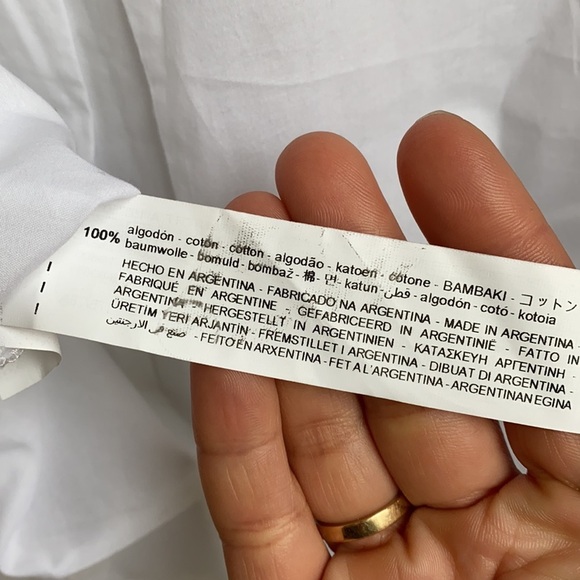 100% algodón - coton - cotton - algodão - katoen - cotone - BAMBAKI - コットン
baumwolle - bomuld - bombaž - 棉 - 면 - katun - قطن - algodón - cotó - kotoia
HECHO EN ARGENTINA - FABRICADO NA ARGENTINA - MADE IN ARGENTINA -
FABRIQUÉ EN ARGENTINE - GEFABRICEERD IN ARGENTINIË - FATTO IN
ARGENTINA - HERGESTELLT IN ARGENTINIEN - ΚΑΤΑΣΚΕΥΗ ΑΡΓΕΝΤΙΝΗ -
ÜRETIM YERI ARJANTİN - FREMSTILLET I ARGENTINA - DIBUAT DI ARGENTINA -
صنع في الارجنتين - FEITO EN ARXENTINA - FET A L'ARGENTINA - ARGENTINAN EGINA